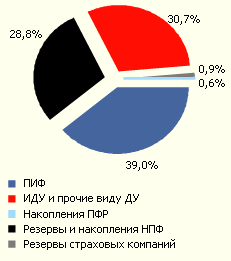 30,7%
28,8%
0,9%
0,6%
39,0%
ПИФ
ИДУ и прочие виду ДУ
Накопления ПФР
Резервы и накопления НПФ
Резервы страховых компаний